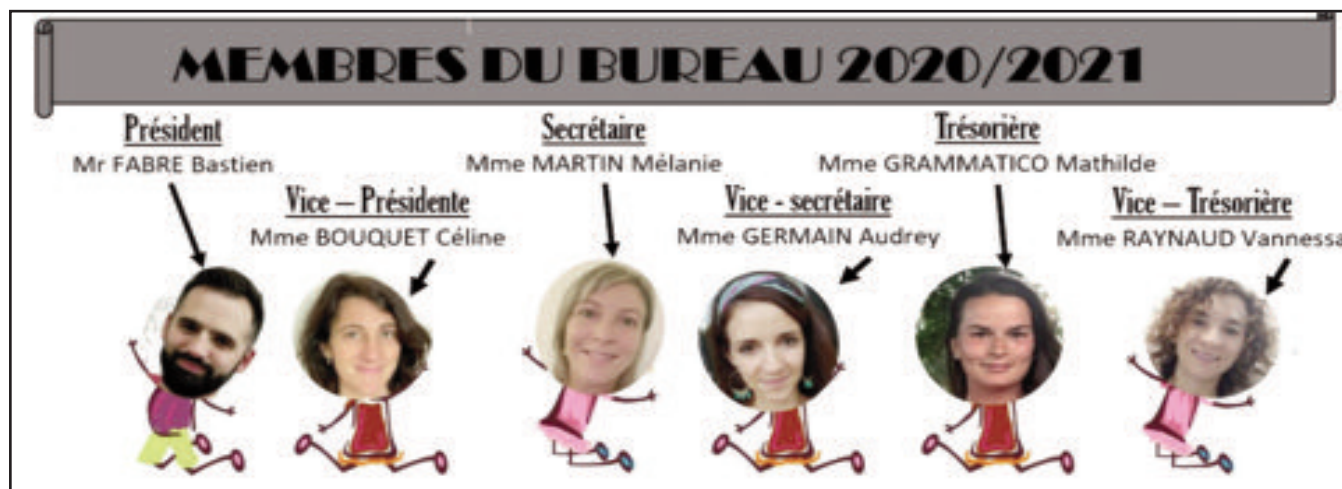 MEMBRES DU BUREAU 2020/2021
Président
Mr FABRE Bastien
Vice – Présidente
Mme BOUQUET Céline
Secrétaire
Mme MARTIN Mélanie
Vice - secrétaire
Mme GERMAIN Audrey
Trésorière
Mme GRAMMATICO Mathilde
Vice – Trésorière
Mme RAYNAUD Vannessa